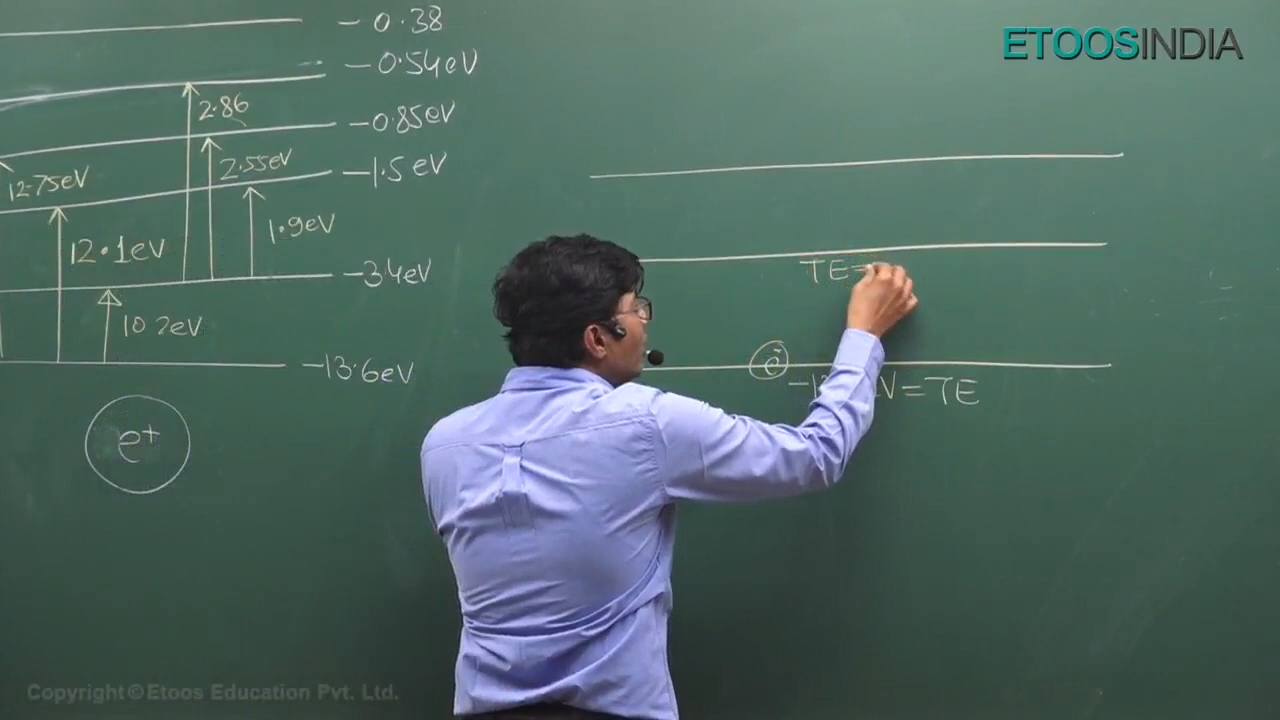 -0.38
-0.54eV
2.86
-0.85eV
2.55eV
-1.5 eV
12.75eV
12.1eV
1.9eV
-3.4eV
10.2eV
-13.6eV
e+
ETOOSINDIA
TE=
e-
V=TE
Copyright©Etoos Education Pvt. Ltd.